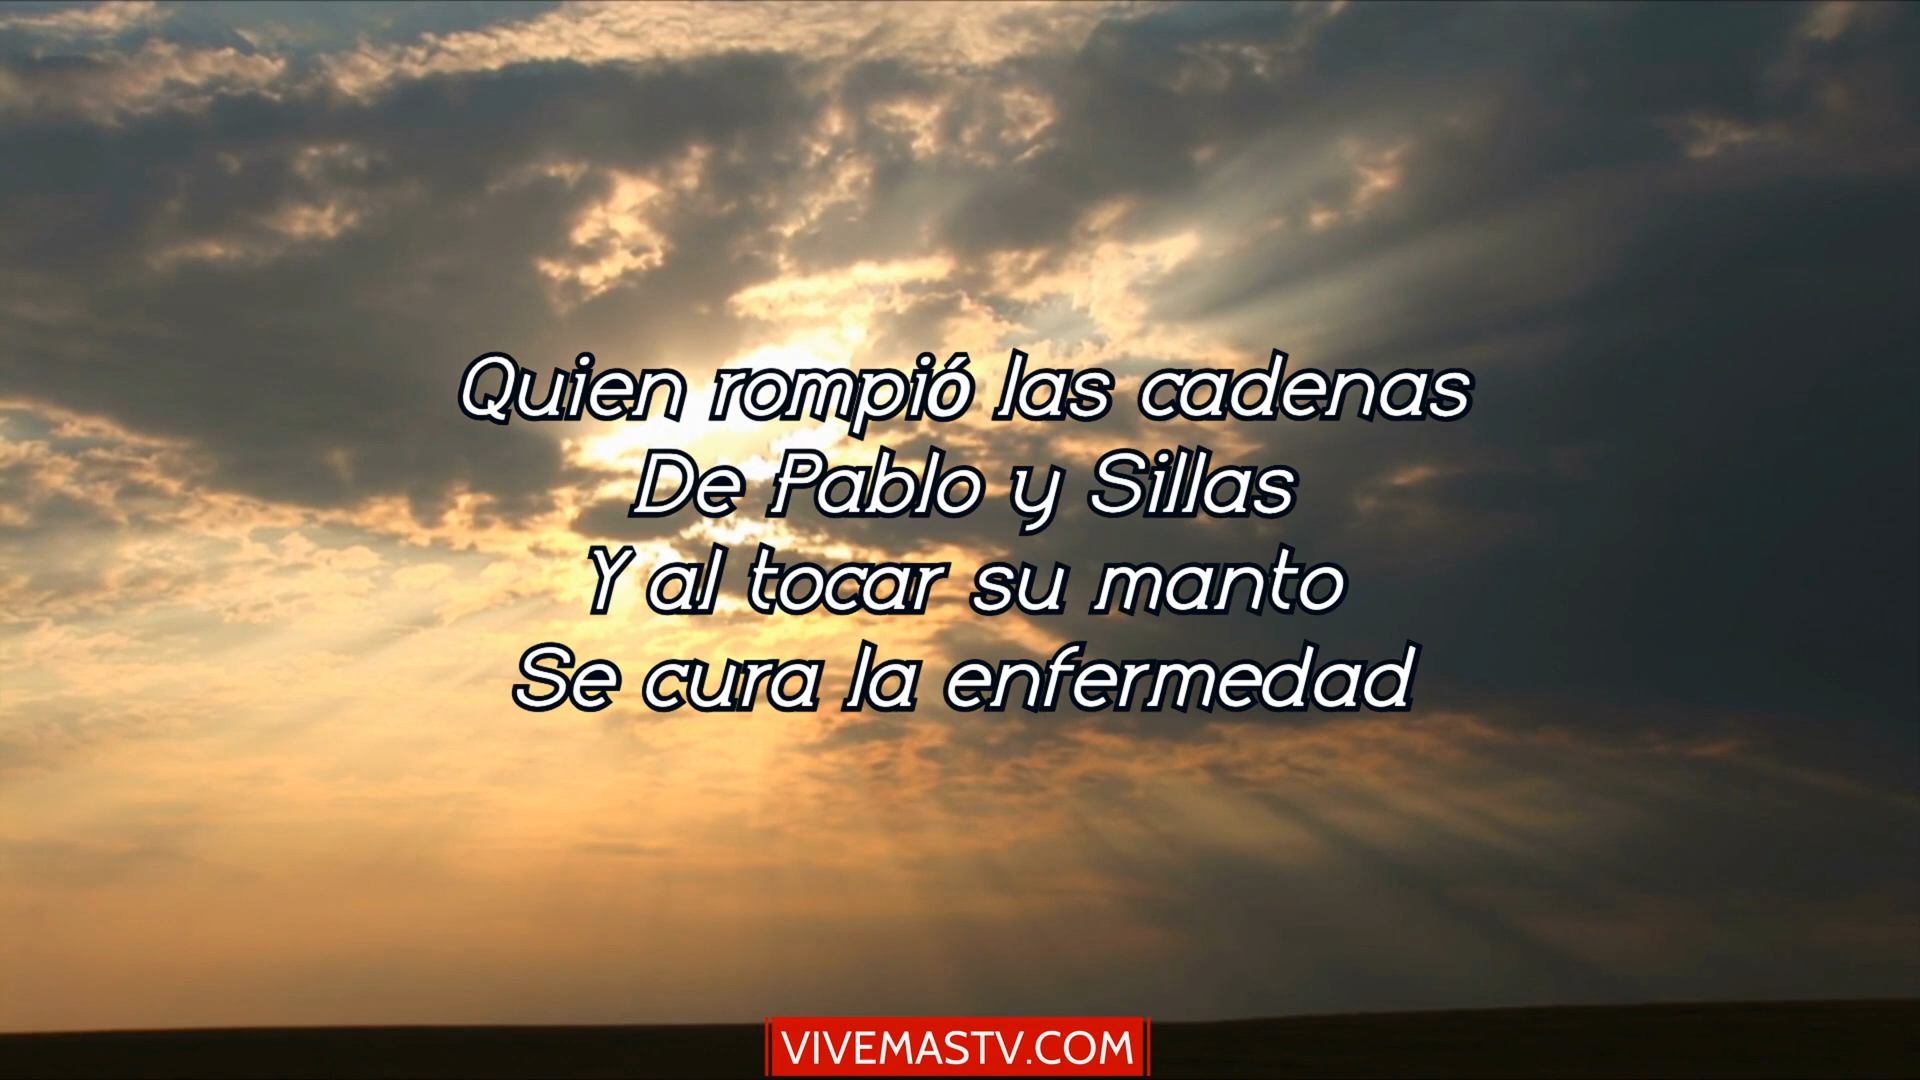 Quien rompió las cadenas
De Pablo y Sillas
Y al tocar su manto
Se cura la enfermedad
VIVEMASTV.COM